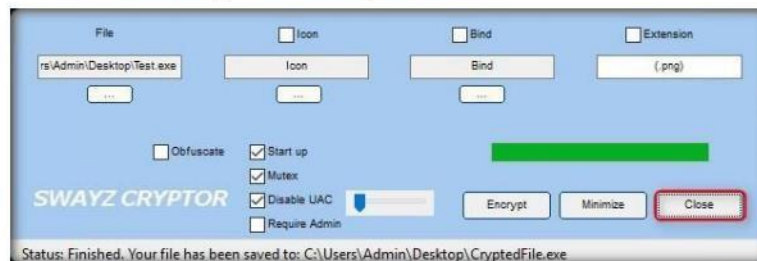 File Icon Bind Extension
rs\Admin\Desktop\Test.exe Icon Bind (.png)
... ... ...
Obfuscate Start up
Mutex
SWAYZ CRYPTOR Disable UAC Encrypt Minimize Close
Require Admin
Status: Finished. Your file has been saved to: C:\Users\Admin\Desktop\CryptedFile.exe